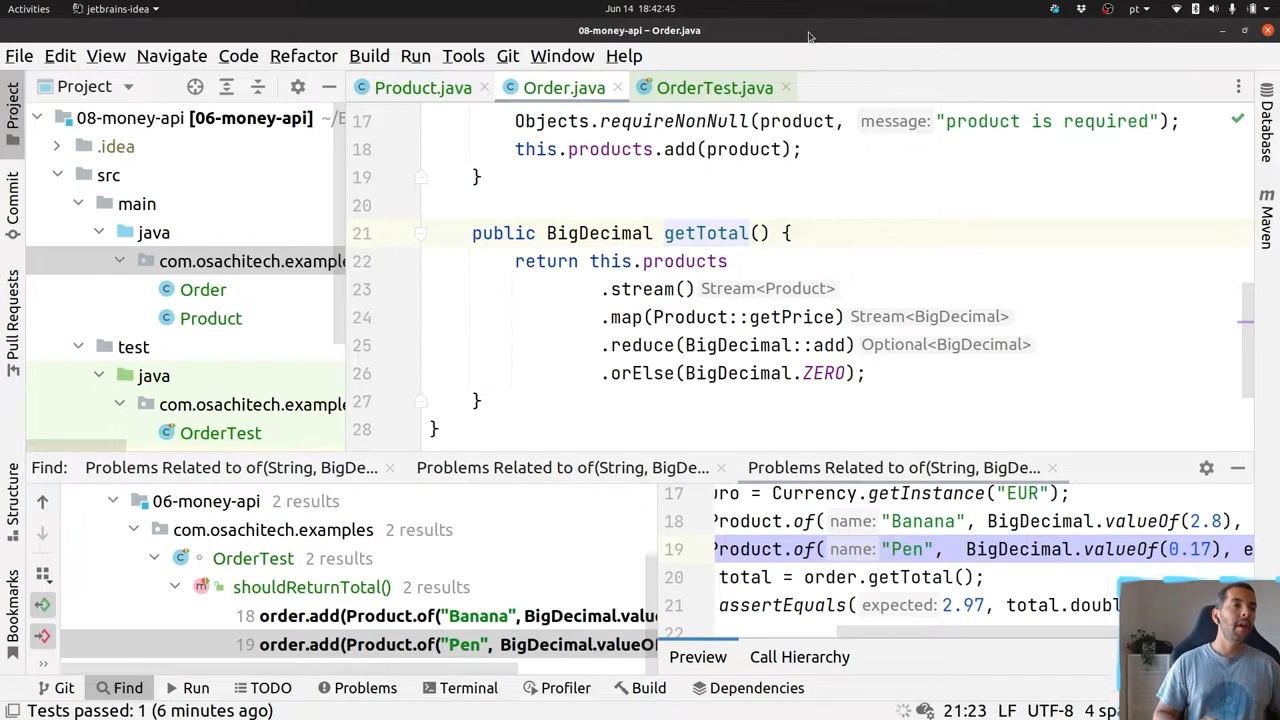 Activities jetbrains-idea Jun 14 18:42:45 pt
08-money-api – Order.java
File Edit View Navigate Code Refactor Build Run Tools Git Window Help
Project Product.java Order.java OrderTest.java
08-money-api [06-money-api]
.idea
src
main
java
com.osachitech.example
Order
Product
test
java
com.osachitech.example
OrderTest
17 Objects.requireNonNull(product, message: "product is required");
18 this.products.add(product);
19 }
20
21 public BigDecimal getTotal() {
22 return this.products
23 .stream() Stream<Product>
24 .map(Product::getPrice) Stream<BigDecimal>
25 .reduce(BigDecimal::add) Optional<BigDecimal>
26 .orElse(BigDecimal.ZERO);
27 }
28 }
Project
Commit
Pull Requests
Structure
Bookmarks
Database
Maven
Find: Problems Related to of(String, BigDe... Problems Related to of(String, BigDe... Problems Related to of(String, BigDe...
06-money-api 2 results
com.osachitech.examples 2 results
OrderTest 2 results
shouldReturnTotal() 2 results
18 order.add(Product.of("Banana", BigDecimal.value
19 order.add(Product.of("Pen", BigDecimal.valueO
17 uro = Currency.getInstance("EUR");
18 Product.of( name: "Banana", BigDecimal.valueOf(2.8),
19 Product.of( name: "Pen", BigDecimal.valueOf(0.17), e
20 total = order.getTotal();
21 assertEquals( expected: 2.97, total.doubl
22
Preview Call Hierarchy
Git Find Run TODO Problems Terminal Profiler Build Dependencies
Tests passed: 1 (6 minutes ago) 21:23 LF UTF-8 4 spa